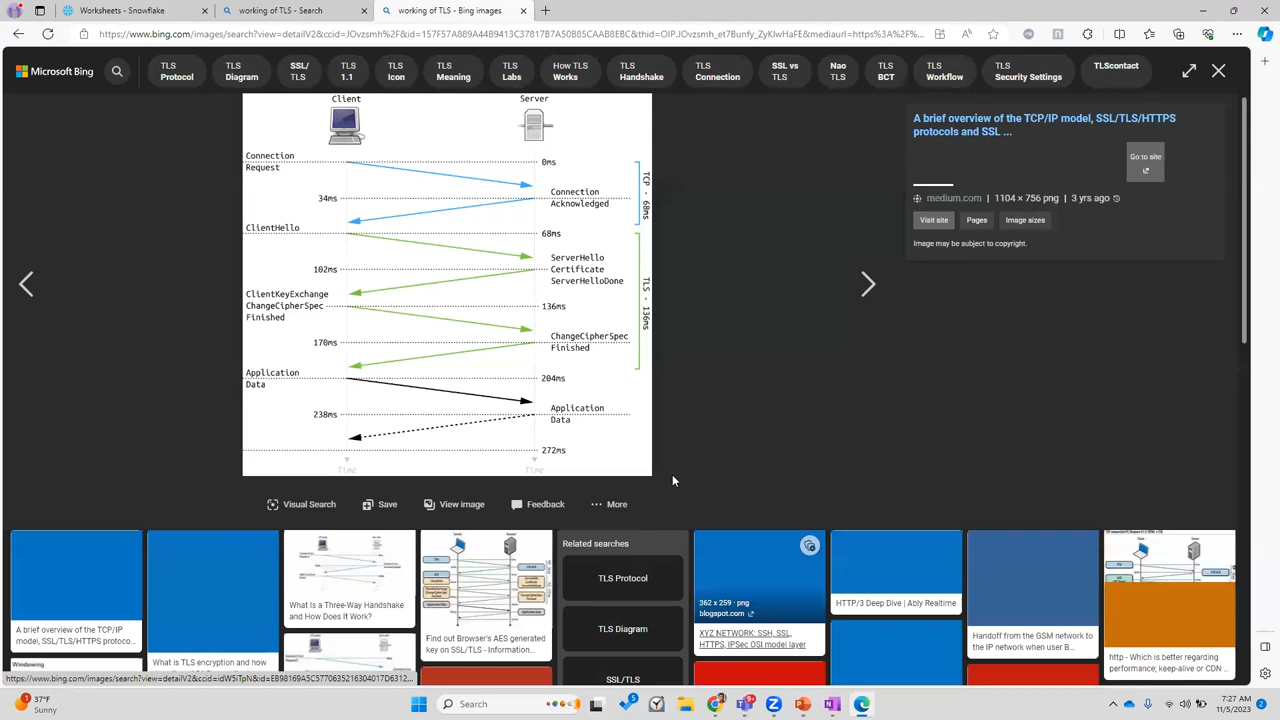 Worksheets - Snowflake
working of TLS - Search
working of TLS - Bing images
https://www.bing.com/images/search?view=detailV2&ccid=JOvzsmh%2F&id=157F57A889A44B9413C37817B7A50B85CAAB8EBC&thid=OIPJOvzsmh_et7Bunfy_ZyKIwHaFE&mediaurl=https%3A%2F...
Microsoft Bing
TLS
Protocol
TLS
Diagram
SSL/
TLS
TLS
1.1
TLS
Icon
TLS
Meaning
TLS
Labs
How TLS
Works
TLS
Handshake
TLS
Connection
SSL vs
TLS
Nao
TLS
TLS
BCT
TLS
Workflow
TLS
Security Settings
TLScontact
Client
Server
Connection
Request
0ms
Connection
Acknowledged
34ms
TCP - 68ms
ClientHello
68ms
ServerHello
Certificate
ServerHelloDone
102ms
ClientKeyExchange
ChangeCipherSpec
Finished
136ms
TLS - 136ms
ChangeCipherSpec
Finished
170ms
Application
Data
204ms
Application
Data
238ms
272ms
Time
Time
A brief overview of the TCP/IP model, SSL/TLS/HTTPS
protocols and SSL ...
Go to site
medium.com | 1104 × 756 png | 3 yrs ago
Visit site
Pages
Image sizes
Image may be subject to copyright.
Visual Search
Save
View image
Feedback
More
A brief overview of the TCP/IP
model, SSL/TLS/HTTPS protoco...
Windowing
What is TLS encryption and how
What Is a Three-Way Handshake
and How Does It Work?
Find out Browser's AES generated
key on SSL/TLS - Information...
Related searches
TLS Protocol
TLS Diagram
SSL/TLS
362 x 259 · png
blogspot.com
XYZ NETWORK: SSH, SSL,
HTTPS, IPSec OSI model layer
HTTP/3 Deep Dive | Ably Realtime
Handoff from the GSM network to
the IP network when user B...
http - Which is better regarding
performance; keep-alive or CDN ...
37°F
Sunny
Search
7:27 AM
11/5/2023